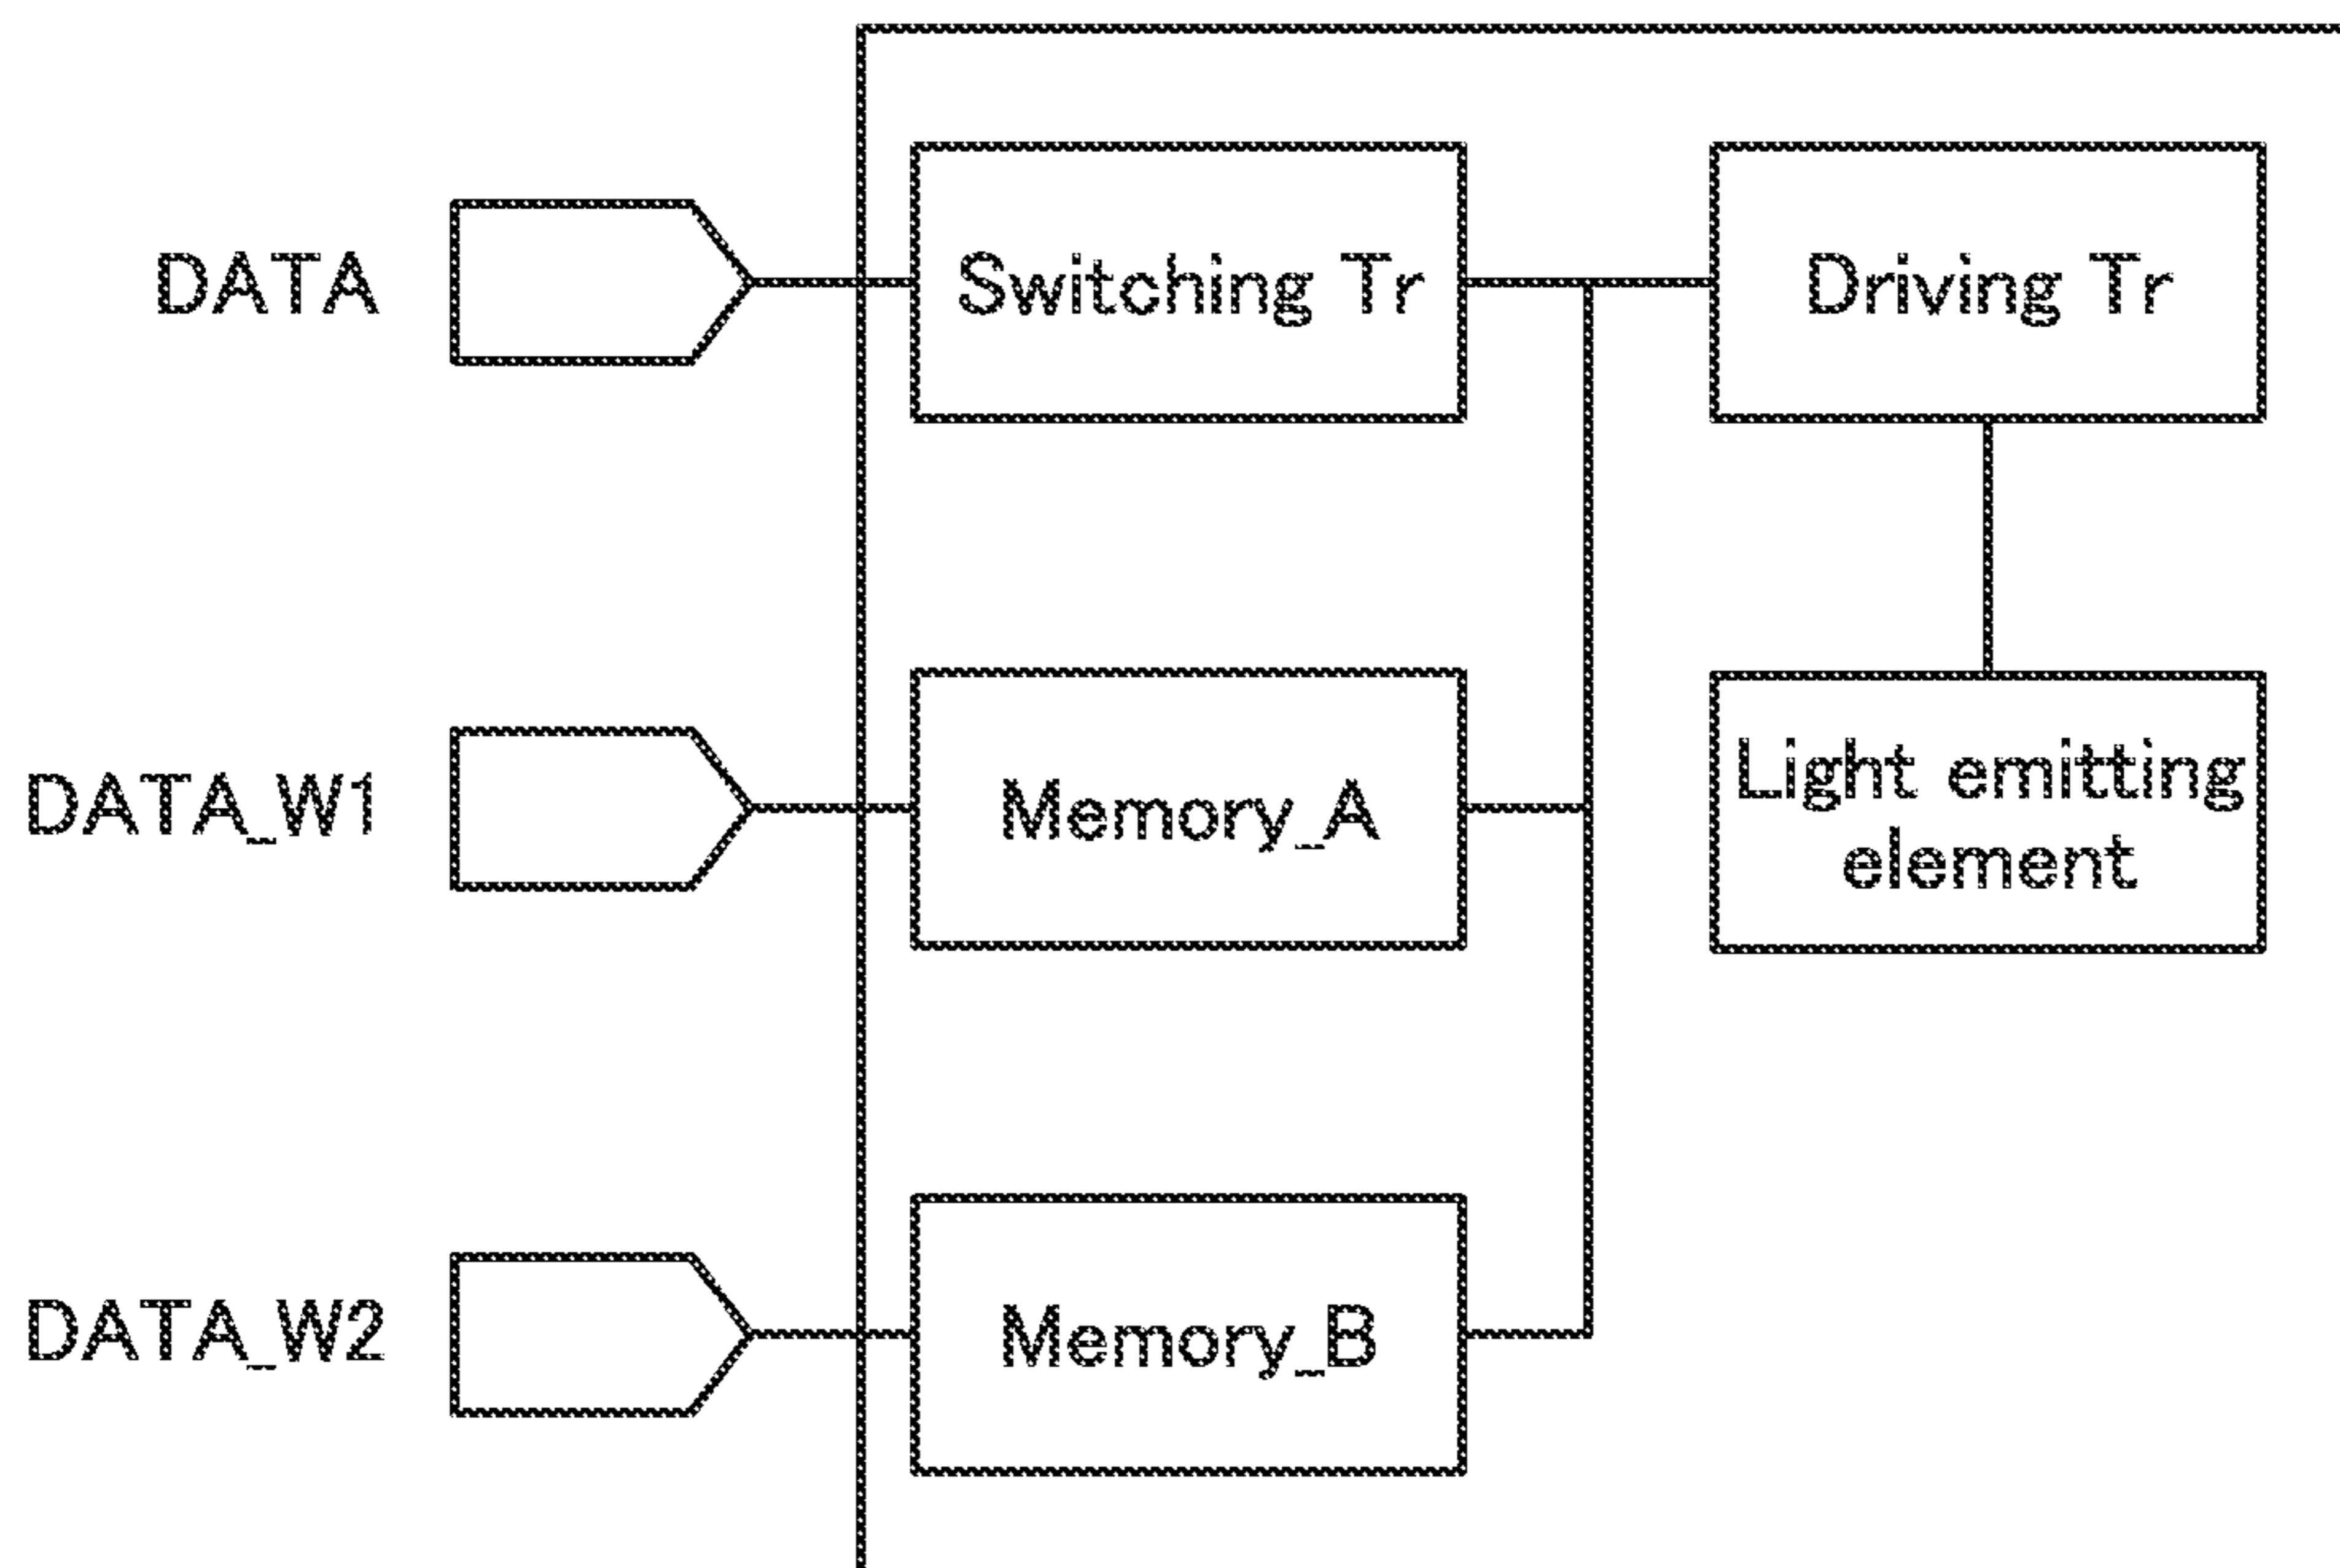 DATA
Switching Tr
Driving Tr
DATA_W1
Memory_A
Light emitting
element
DATA_W2
Memory_B